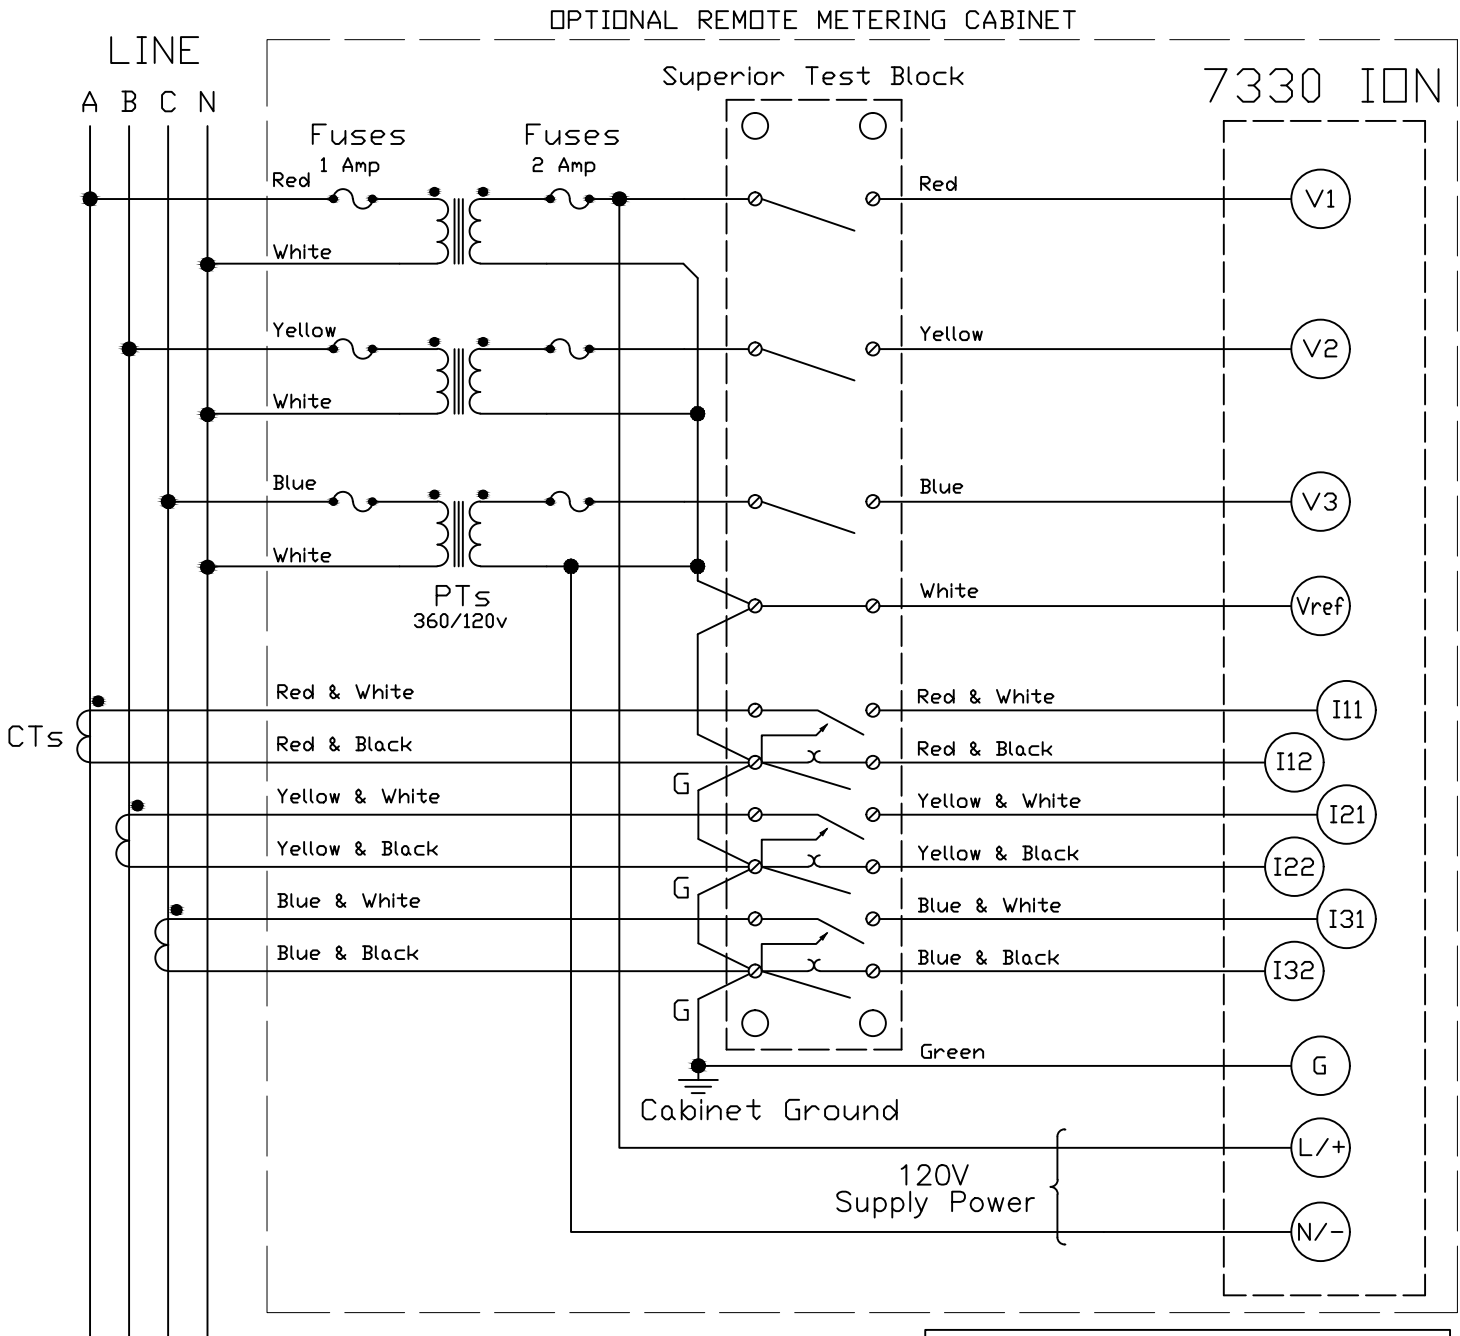 OPTIONAL REMOTE METERING CABINET
LINE
A B C N
Superior Test Block
7330 ION
Fuses
1 Amp
Fuses
2 Amp
Red
Red
V1
White
Yellow
Yellow
V2
White
Blue
Blue
V3
White
PTs
360/120v
White
Vref
CTs
Red & White
Red & White
I11
Red & Black
Red & Black
I12
G
Yellow & White
Yellow & White
I21
Yellow & Black
Yellow & Black
I22
G
Blue & White
Blue & White
I31
Blue & Black
Blue & Black
I32
G
Green
G
Cabinet Ground
L/+
120V
Supply Power
N/-